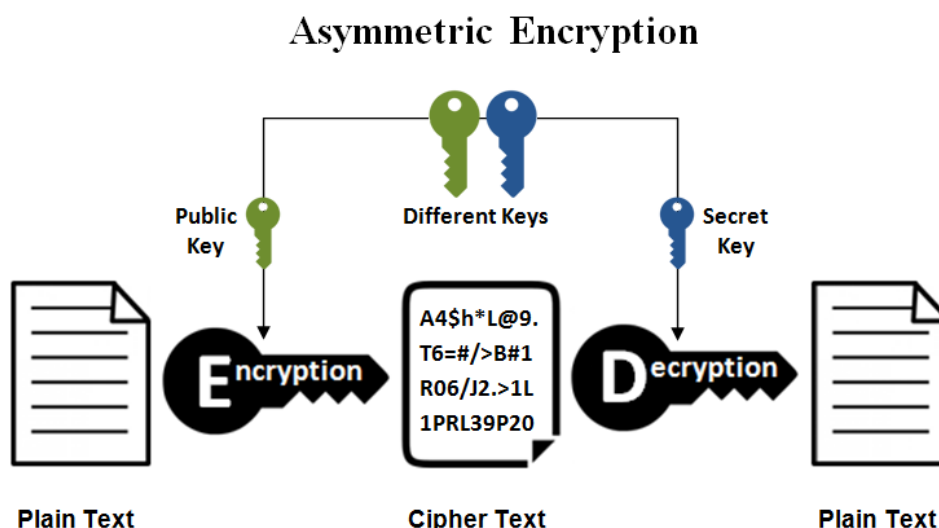 Asymmetric Encryption
Public
Key
Different Keys
Secret
Key
A4$h*L@9.
T6=#/>B#1
R06/J2.>1L
1PRL39P20
Encryption
Decryption
Plain Text
Cipher Text
Plain Text